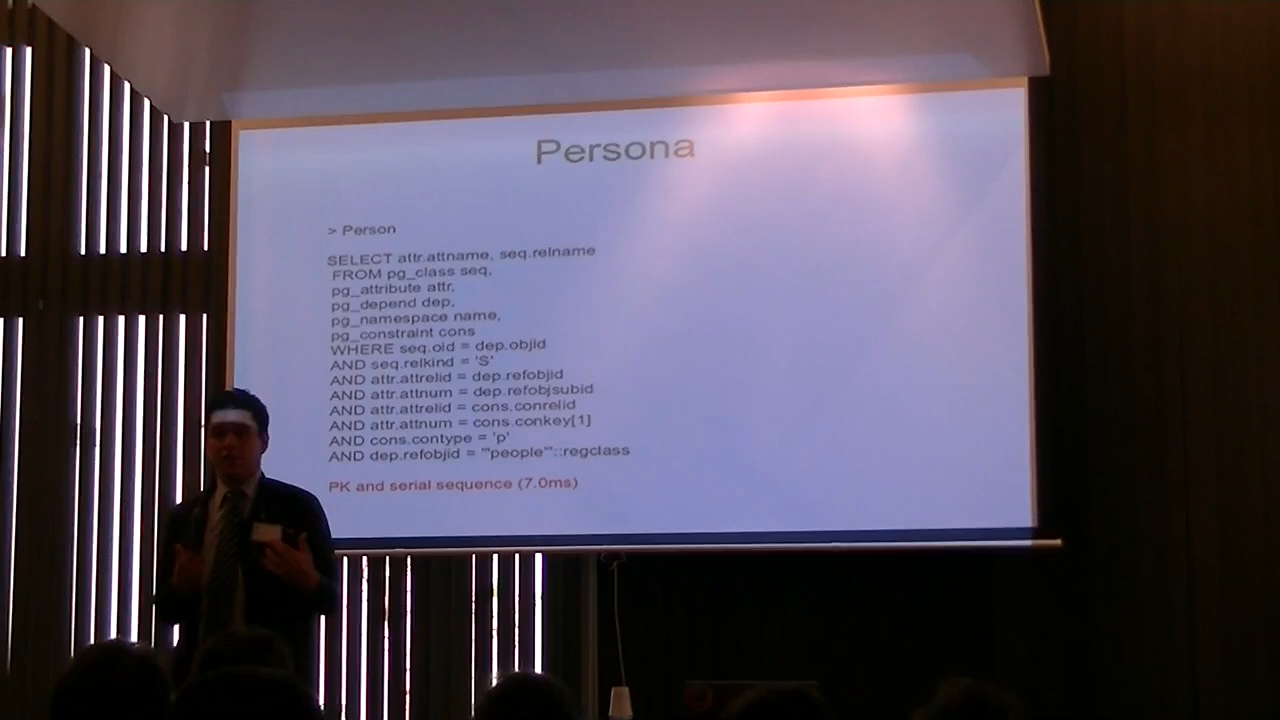 Persona
> Person
SELECT attr.attname, seq.relname
FROM pg_class seq,
pg_attribute attr,
pg_depend dep,
pg_namespace name,
pg_constraint cons
WHERE seq.oid = dep.objid
AND seq.relkind = 'S'
AND attr.attrelid = dep.refobjid
AND attr.attnum = dep.refobjsubid
AND attr.attrelid = cons.conrelid
AND attr.attnum = cons.conkey[1]
AND cons.contype = 'p'
AND dep.refobjid = '"people"'::regclass
PK and serial sequence (7.0ms)